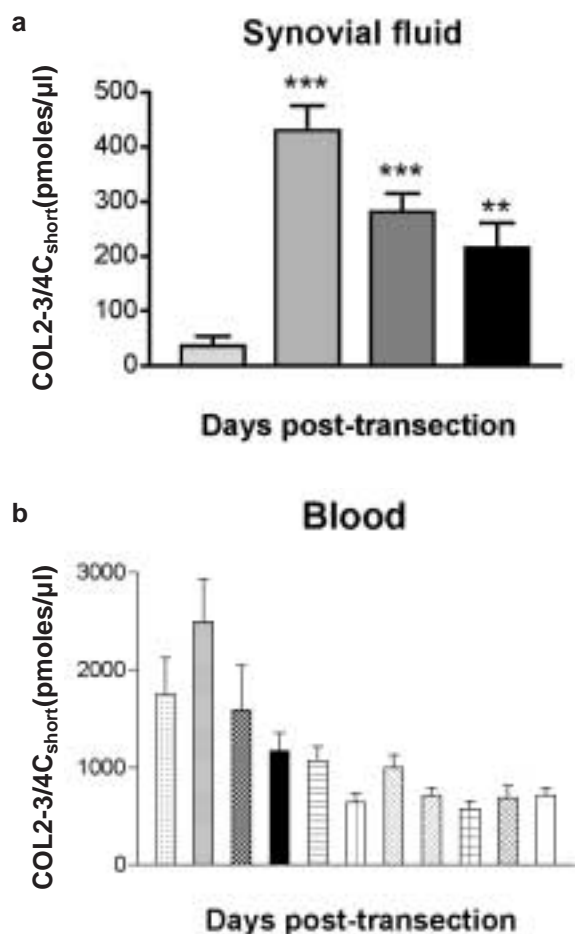 a
Synovial fluid
COL2-3/4Cshort(pmoles/µl)
500
400
300
200
100
0
***
***
**
Days post-transection
b
Blood
COL2-3/4Cshort(pmoles/µl)
3000
2000
1000
0
Days post-transection